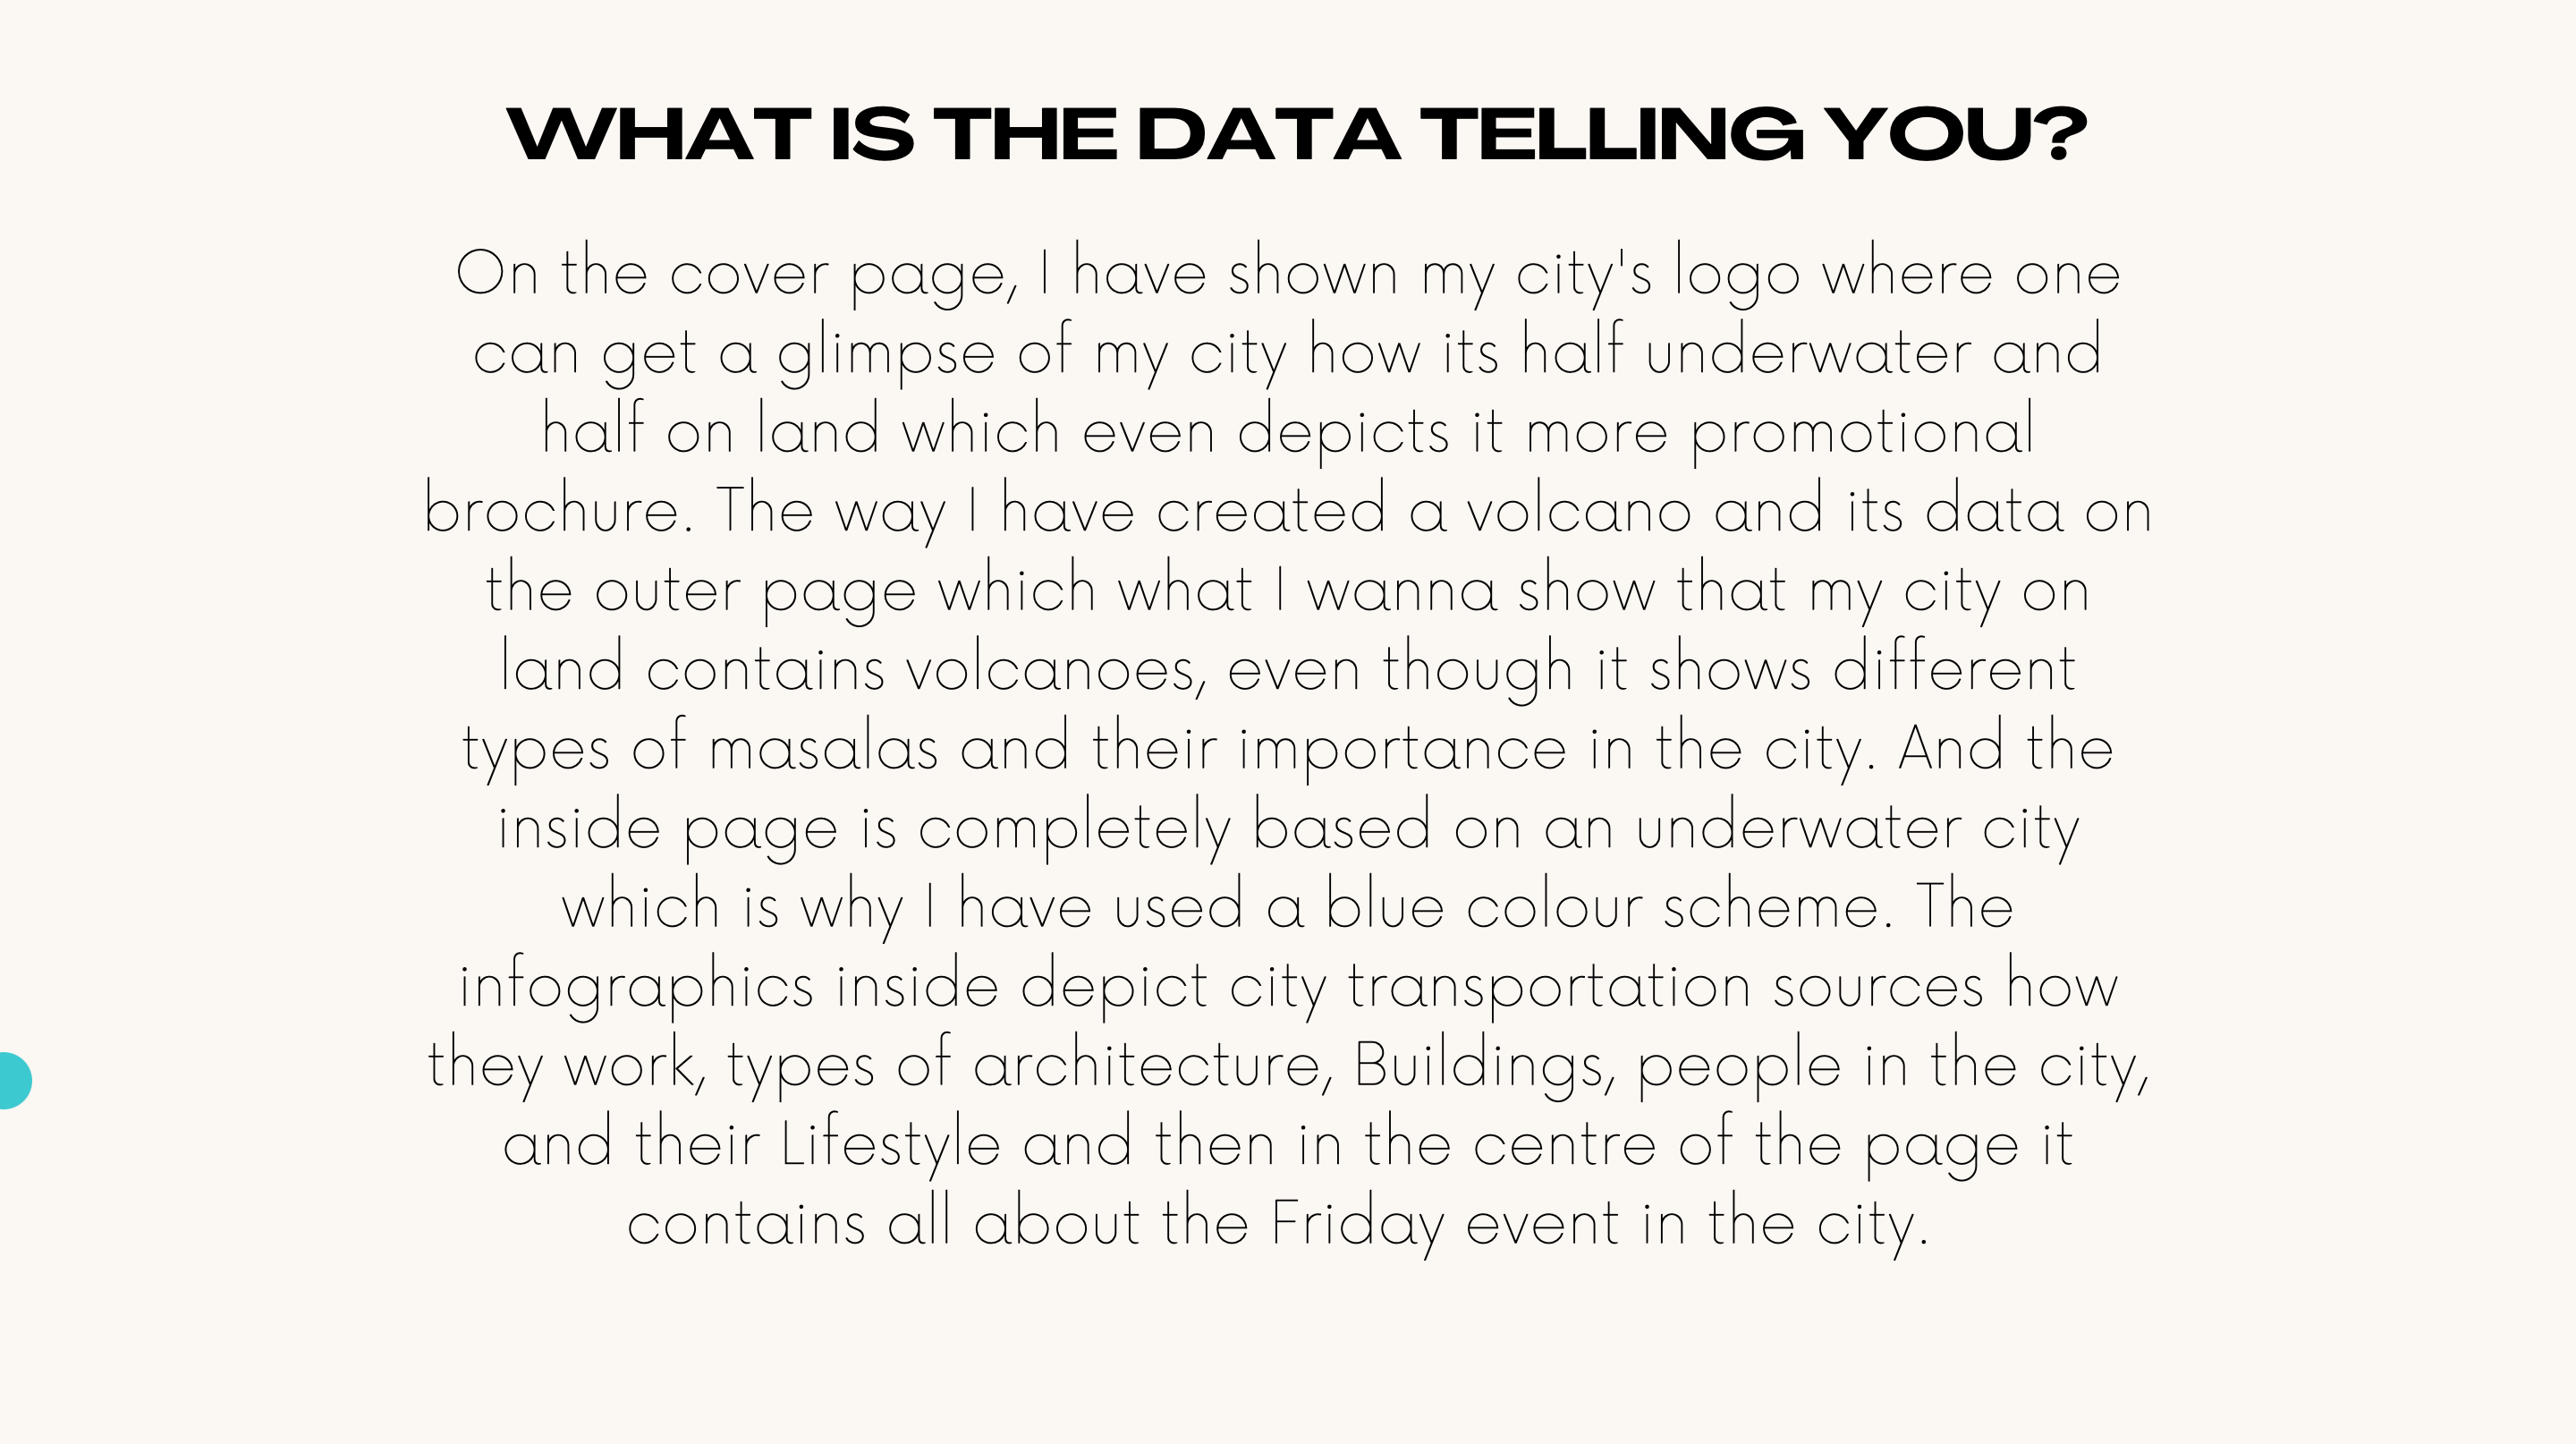 WHAT IS THE DATA TELLING YOU?
On the cover page, I have shown my city's logo where one
can get a glimpse of my city how its half underwater and
half on land which even depicts it more promotional
brochure. The way I have created a volcano and its data on
the outer page which what I wanna show that my city on
land contains volcanoes, even though it shows different
types of masalas and their importance in the city. And the
inside page is completely based on an underwater city
which is why I have used a blue colour scheme. The
infographics inside depict city transportation sources how
they work, types of architecture, Buildings, people in the city,
and their Lifestyle and then in the centre of the page it
contains all about the Friday event in the city.